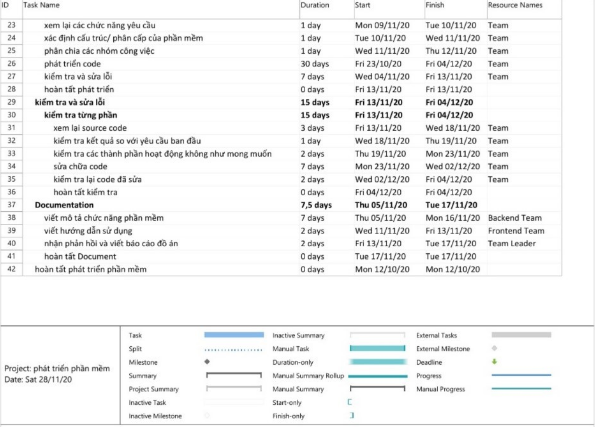 ID Task Name Duration Start Finish Resource Names
23 xem lại các chức năng yêu cầu 1 day Mon 09/11/20 Tue 10/11/20 Team
24 xác định cấu trúc/ phân cấp của phần mềm 1 day Tue 10/11/20 Wed 11/11/20 Team
25 phân chia các nhóm công việc 1 day Wed 11/11/20 Thu 12/11/20 Team
26 phát triển code 30 days Fri 23/10/20 Fri 04/12/20 Team
27 kiểm tra và sửa lỗi 7 days Wed 04/11/20 Fri 13/11/20 Team
28 hoàn tất phát triển 0 days Fri 13/11/20 Fri 13/11/20
29 kiểm tra và sửa lỗi 15 days Fri 13/11/20 Fri 04/12/20
30 kiểm tra từng phần 15 days Fri 13/11/20 Fri 04/12/20
31 xem lại source code 3 days Fri 13/11/20 Wed 18/11/20 Team
32 kiểm tra kết quả so với yêu cầu ban đầu 1 day Wed 18/11/20 Thu 19/11/20 Team
33 kiểm tra các thành phần hoạt động không như mong muốn 2 days Thu 19/11/20 Mon 23/11/20 Team
34 sửa chữa code 7 days Mon 23/11/20 Wed 02/12/20 Team
35 kiểm tra lại code đã sửa 2 days Wed 02/12/20 Fri 04/12/20 Team
36 hoàn tất kiểm tra 0 days Fri 04/12/20 Fri 04/12/20
37 Documentation 7,5 days Thu 05/11/20 Tue 17/11/20
38 viết mô tả chức năng phần mềm 7 days Thu 05/11/20 Mon 16/11/20 Backend Team
39 viết hướng dẫn sử dụng 2 days Wed 11/11/20 Fri 13/11/20 Frontend Team
40 nhận phản hồi và viết báo cáo đồ án 2 days Fri 13/11/20 Tue 17/11/20 Team Leader
41 hoàn tất Document 0 days Tue 17/11/20 Tue 17/11/20
42 hoàn tất phát triển phần mềm 0 days Mon 12/10/20 Mon 12/10/20
Project: phát triển phần mềm
Date: Sat 28/11/20
Task Inactive Summary External Tasks
Split Manual Task External Milestone
Milestone Duration-only Deadline
Summary Manual Summary Rollup Progress
Project Summary Manual Summary Manual Progress
Inactive Task Start-only
Inactive Milestone Finish-only